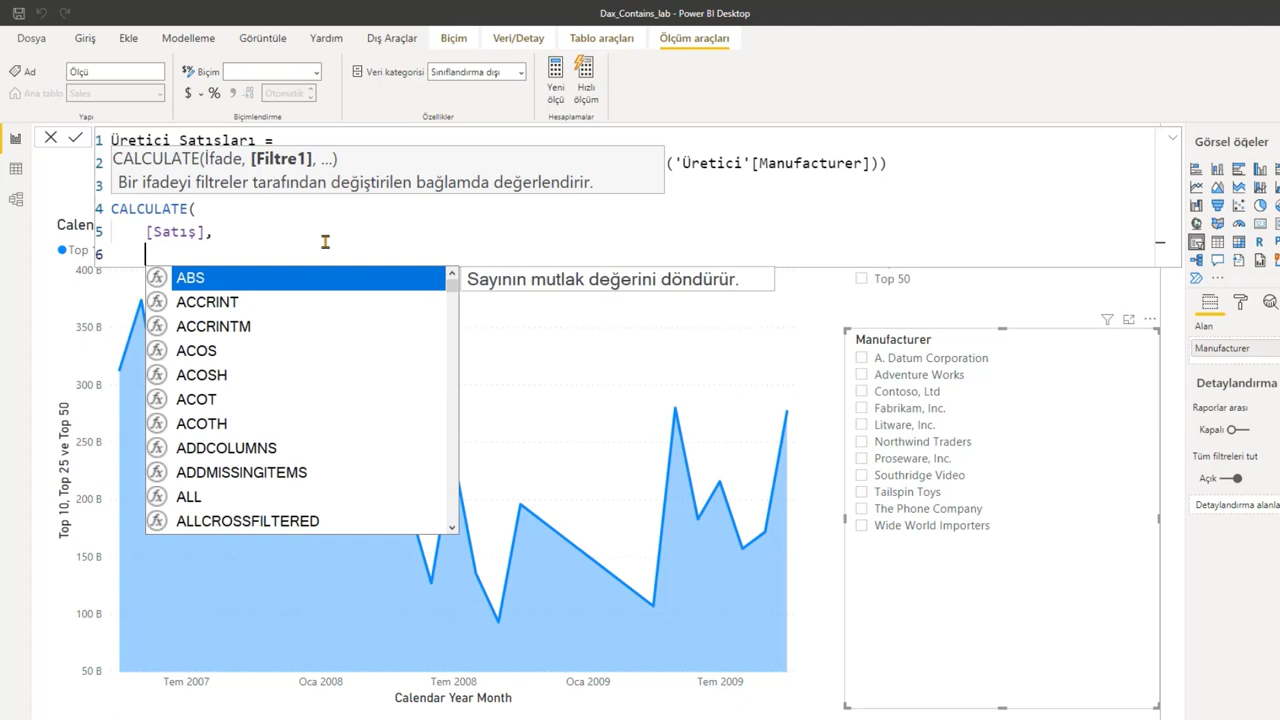 Dax_Contains_lab - Power BI Desktop
Dosya Giriş Ekle Modelleme Görüntüle Yardım Dış Araçlar Biçim Veri/Detay Tablo araçları Ölçüm araçları
Ad Ölçü
Ana tablo Sales
Yapı
Biçim
$ % Otomatik
Biçimlendirme
Veri kategorisi Sınıflandırma dışı
Özellikler
Yeni ölçü
Hızlı ölçüm
Hesaplamalar
1 Üretici Satışları =
2 ('Üretici'[Manufacturer]))
3
4 CALCULATE(
5 [Satış],
6
CALCULATE(İfade, [Filtre1], ...)
Bir ifadeyi filtreler tarafından değiştirilen bağlamda değerlendirir.
ABS
ACCRINT
ACCRINTM
ACOS
ACOSH
ACOT
ACOTH
ADDCOLUMNS
ADDMISSINGITEMS
ALL
ALLCROSSFILTERED
Sayının mutlak değerini döndürür.
Calen
Top
400 B
350 B
300 B
250 B
200 B
150 B
100 B
50 B
Top 10, Top 25 ve Top 50
Tem 2007 Oca 2008 Tem 2008 Oca 2009 Tem 2009
Calendar Year Month
Top 50
Manufacturer
A. Datum Corporation
Adventure Works
Contoso, Ltd
Fabrikam, Inc.
Litware, Inc.
Northwind Traders
Proseware, Inc.
Southridge Video
Tailspin Toys
The Phone Company
Wide World Importers
Görsel öğeler
R
Alan
Manufacturer
Detaylandırma
Raporlar arası
Kapalı
Tüm filtreleri tut
Açık
Detaylandırma alanla